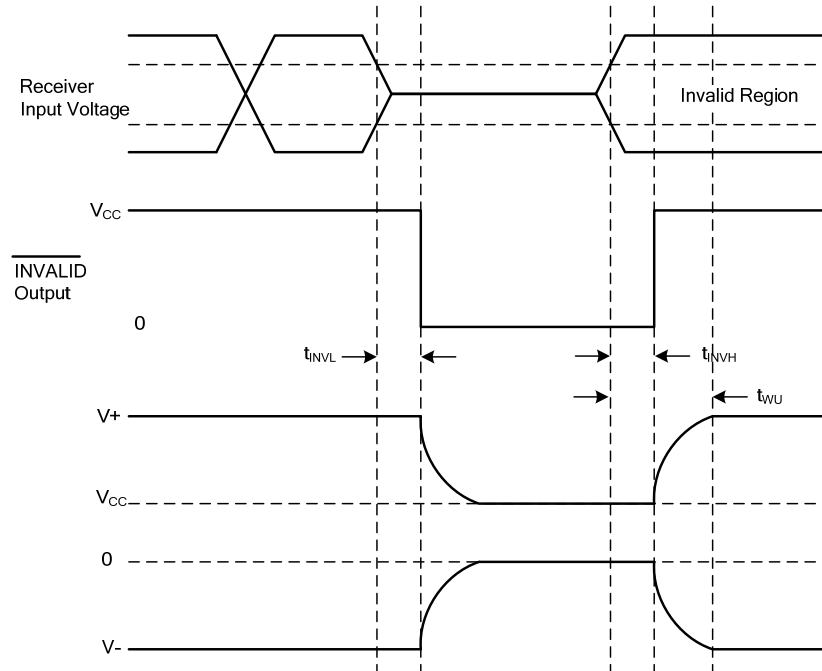 Receiver
Input Voltage
Invalid Region
VCC
INVALID
Output
0
tINVL
tINVH
tWU
V+
VCC
0
V-